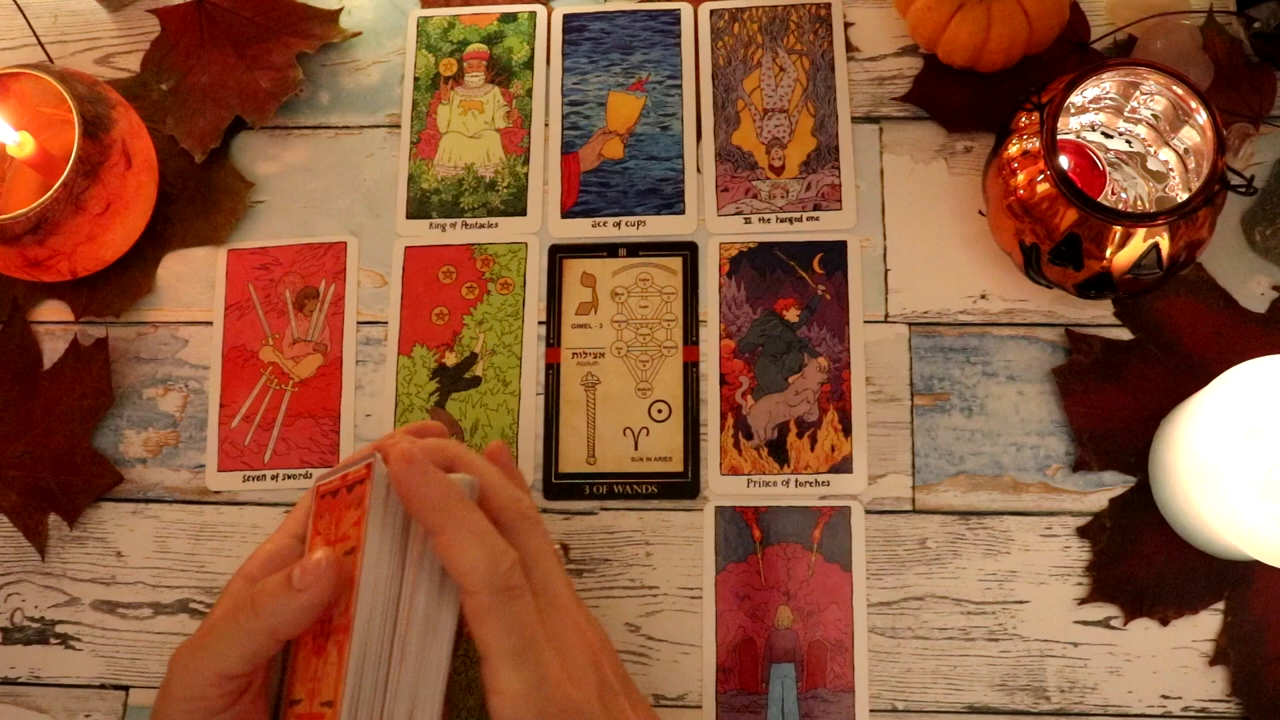 King of Pentacles
ace of cups
XII. the hanged one
III
ג
GIMEL - 3
אצילות
Atziluth
SUN IN ARIES
3 OF WANDS
seven of swords
Prince of torches